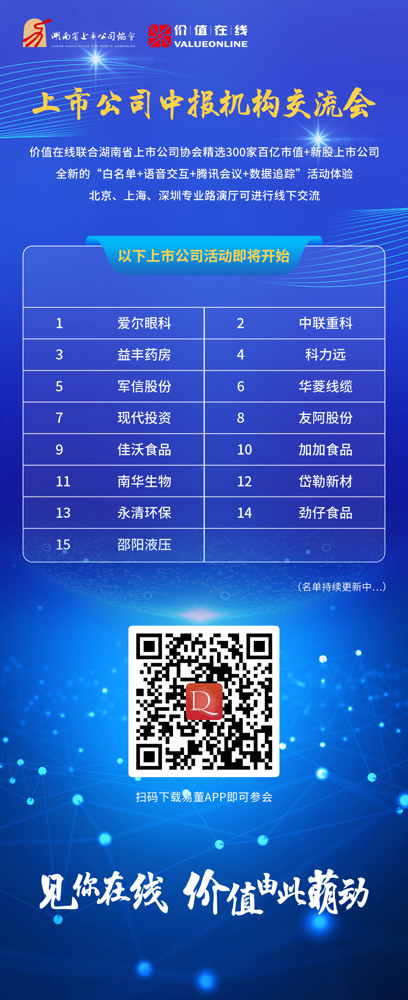 湖南省上市公司協會
HUNAN ASSOCIATION FOR PUBLIC COMPANIES
价值在线
VALUEONLINE
上市公司中报机构交流会
价值在线联合湖南省上市公司协会精选300家百亿市值+新股上市公司
全新的“白名单+语音交互+腾讯会议+数据追踪”活动体验
北京、上海、深圳专业路演厅可进行线下交流
以下上市公司活动即将开始
1 爱尔眼科 2 中联重科
3 益丰药房 4 科力远
5 军信股份 6 华菱线缆
7 现代投资 8 友阿股份
9 佳沃食品 10 加加食品
11 南华生物 12 岱勒新材
13 永清环保 14 劲仔食品
15 邵阳液压
（名单持续更新中...）
扫码下载易董APP即可参会
见你在线 价值由此萌动